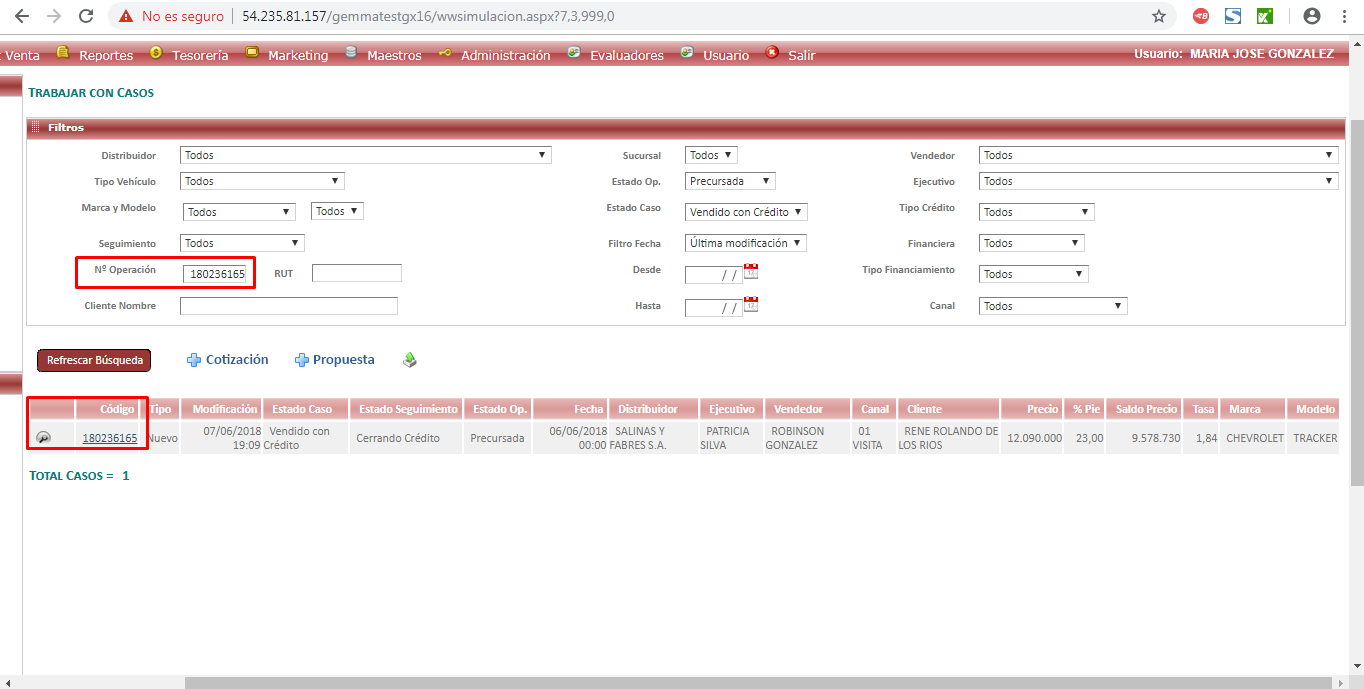 No es seguro | 54.235.81.157/gemmatestgx16/wwsimulacion.aspx?7,3,999,0
Venta Reportes Tesorería Marketing Maestros Administración Evaluadores Usuario Salir Usuario: MARIA JOSE GONZALEZ
TRABAJAR CON CASOS
Filtros
Distribuidor Todos Sucursal Todos Vendedor Todos
Tipo Vehículo Todos Estado Op. Precursada Ejecutivo Todos
Marca y Modelo Todos Todos Estado Caso Vendido con Crédito Tipo Crédito Todos
Seguimiento Todos Filtro Fecha Última modificación Financiera Todos
Nº Operación 180236165 RUT Desde / / Tipo Financiamiento Todos
Cliente Nombre Hasta / / Canal Todos
Refrescar Búsqueda Cotización Propuesta
Código Tipo Modificación Estado Caso Estado Seguimiento Estado Op. Fecha Distribuidor Ejecutivo Vendedor Canal Cliente Precio % Pie Saldo Precio Tasa Marca Modelo
180236165 Nuevo 07/06/2018 19:09 Vendido con Crédito Cerrando Crédito Precursada 06/06/2018 00:00 SALINAS Y FABRES S.A. PATRICIA SILVA ROBINSON GONZALEZ 01 VISITA RENE ROLANDO DE LOS RIOS 12.090.000 23,00 9.578.730 1,84 CHEVROLET TRACKER
TOTAL CASOS = 1